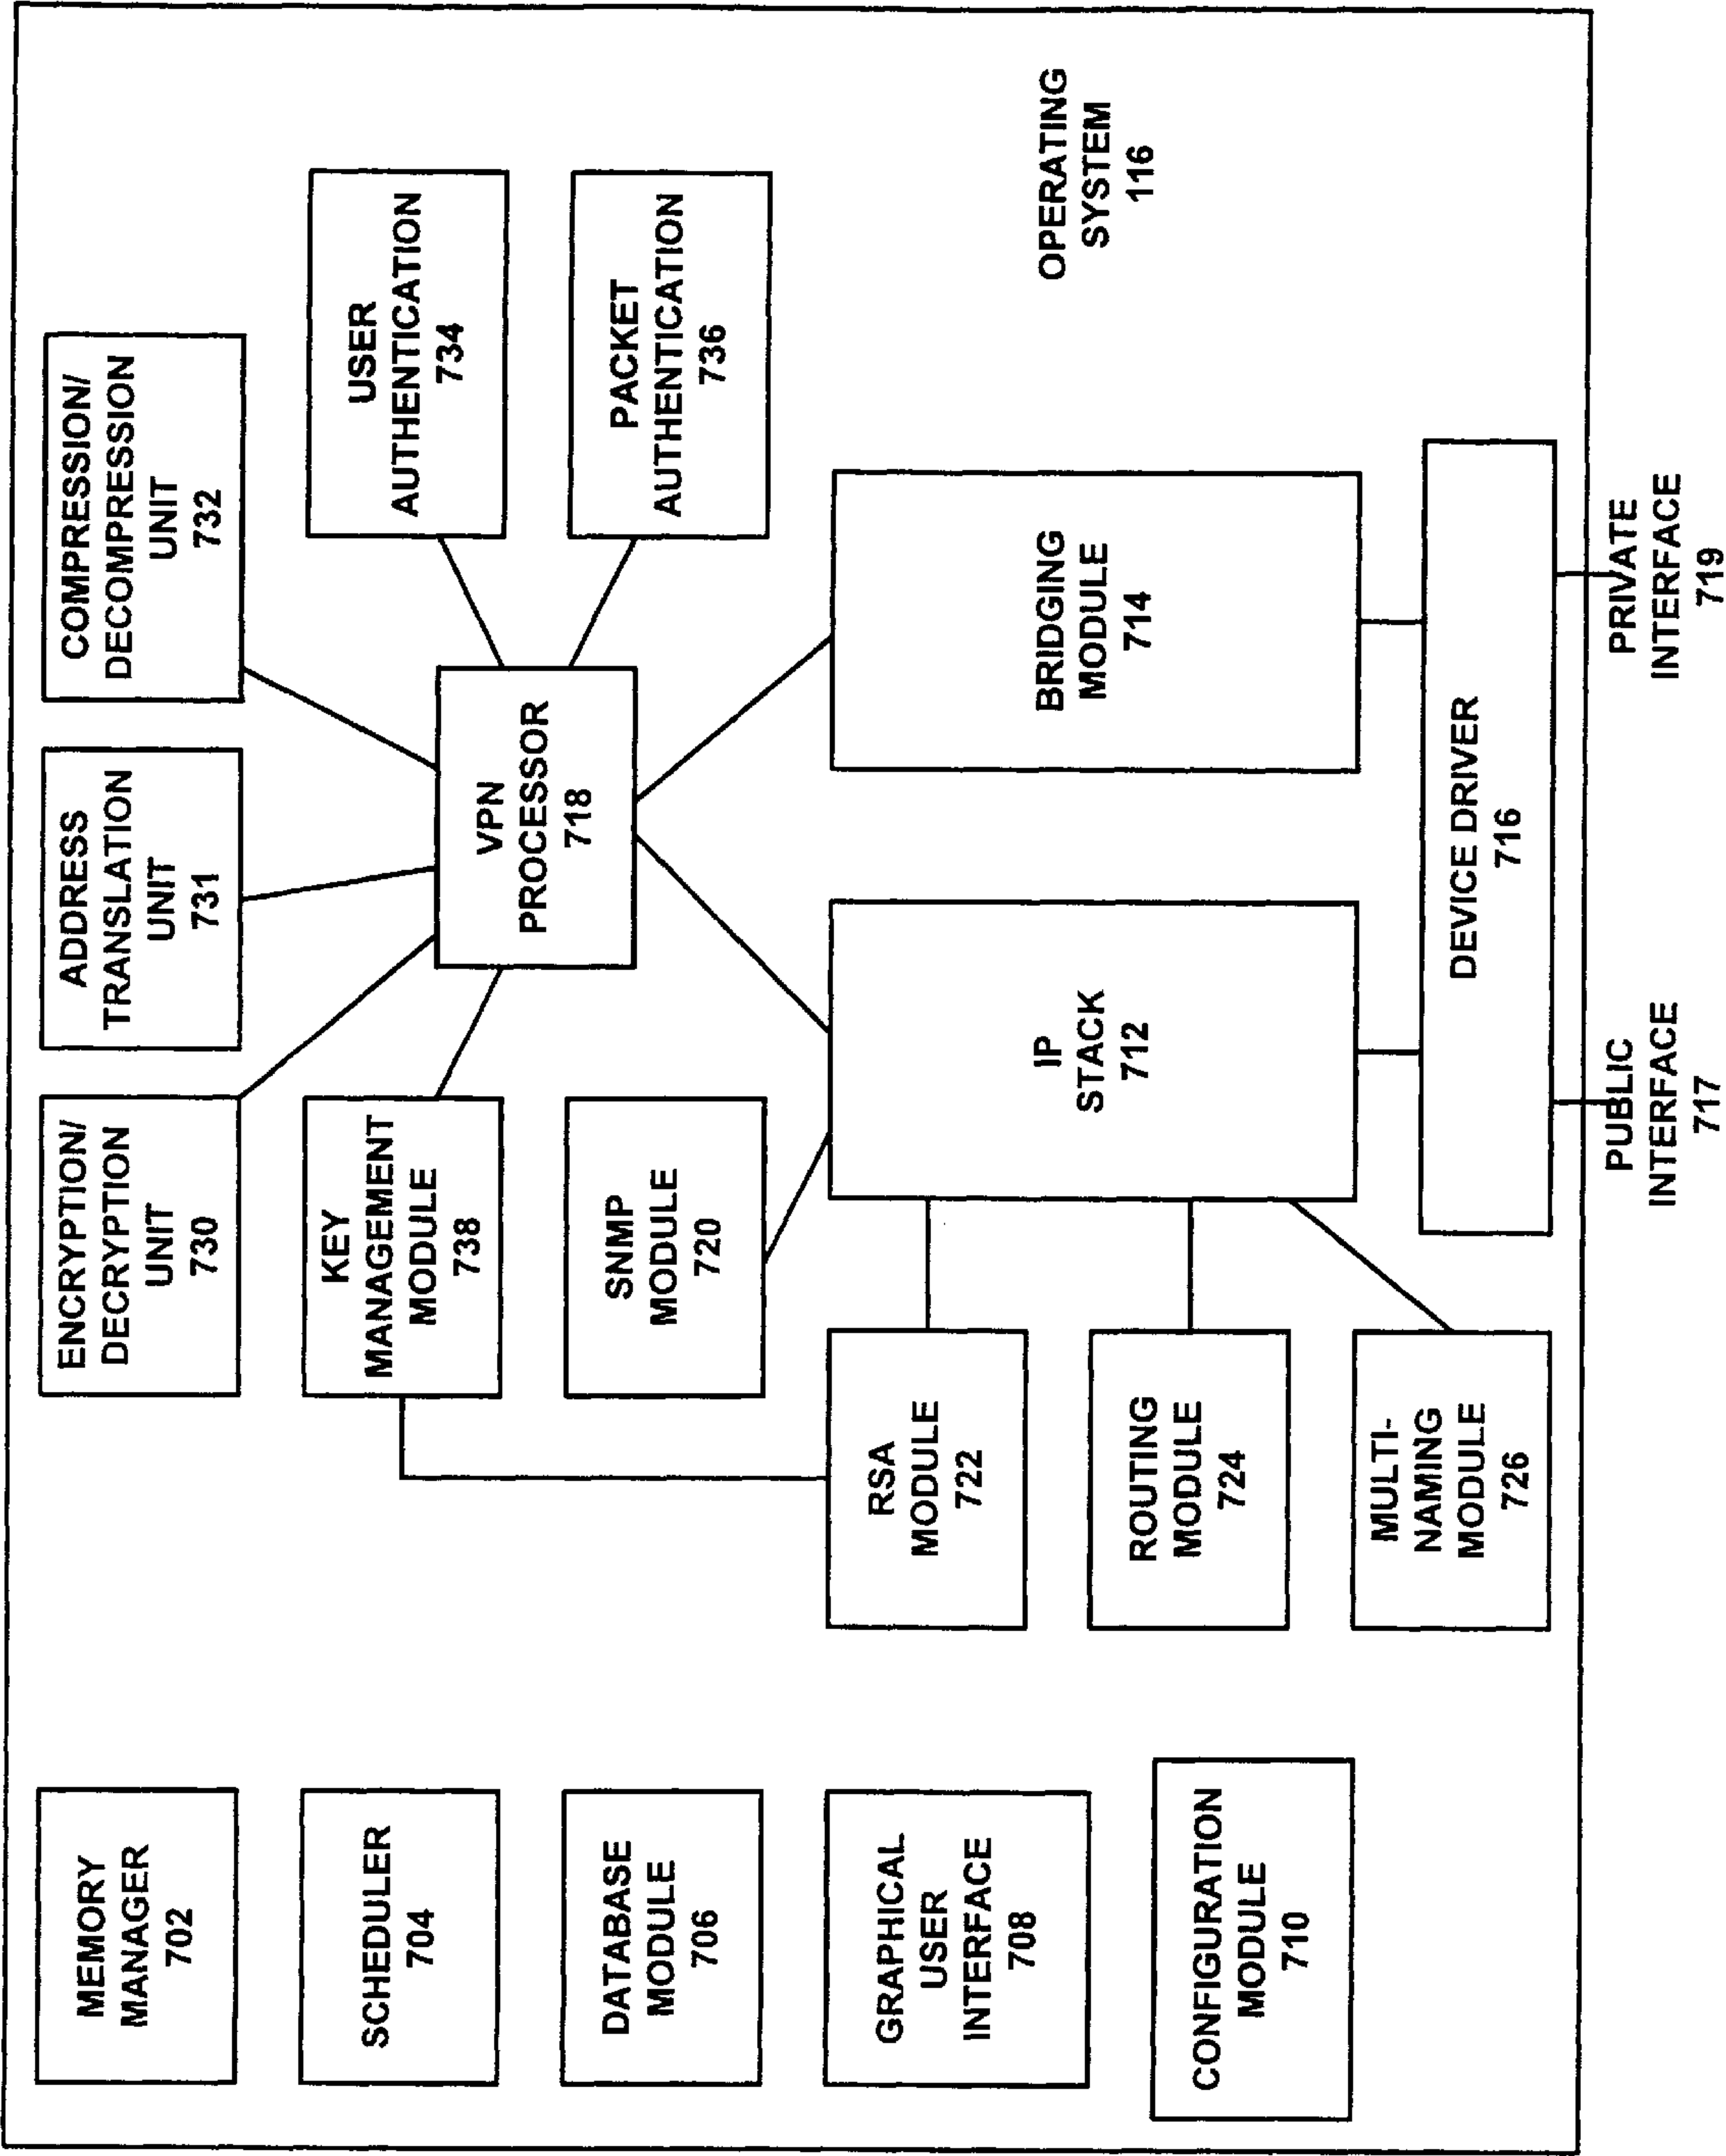 MEMORY
MANAGER
702
SCHEDULER
704
DATABASE
MODULE
706
GRAPHICAL
USER
INTERFACE
708
CONFIGURATION
MODULE
710
ENCRYPTION/
DECRYPTION
UNIT
730
ADDRESS
TRANSLATION
UNIT
731
COMPRESSION/
DECOMPRESSION
UNIT
732
KEY
MANAGEMENT
MODULE
738
VPN
PROCESSOR
718
USER
AUTHENTICATION
734
SNMP
MODULE
720
PACKET
AUTHENTICATION
736
RSA
MODULE
722
IP
STACK
712
BRIDGING
MODULE
714
OPERATING
SYSTEM
116
ROUTING
MODULE
724
MULTI-
NAMING
MODULE
726
DEVICE DRIVER
716
PUBLIC
INTERFACE
717
PRIVATE
INTERFACE
719